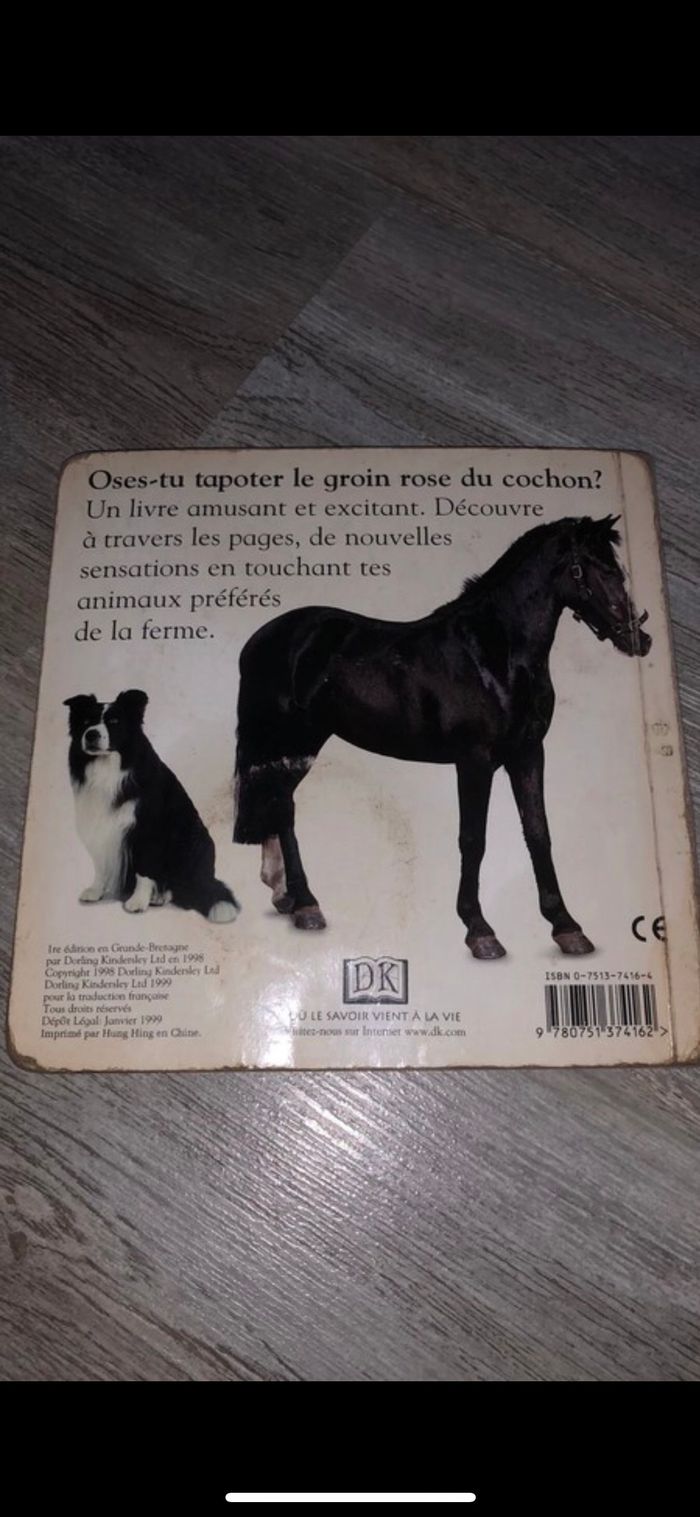 Oses-tu tapoter le groin rose du cochon?
Un livre amusant et excitant. Découvre
à travers les pages, de nouvelles
sensations en touchant tes
animaux préférés
de la ferme.
1re édition en Grande-Bretagne
par Dorling Kindersley Ltd en 1998
Copyright 1998 Dorling Kindersley Ltd
Dorling Kindersley Ltd 1999
pour la traduction française
Tous droits réservés
Dépôt Légal: Janvier 1999
Imprimé par Hung Hing en Chine.
DK
OÙ LE SAVOIR VIENT À LA VIE
Visitez-nous sur Internet www.dk.com
CE
ISBN 0-7513-7416-4
9 780751 374162 >